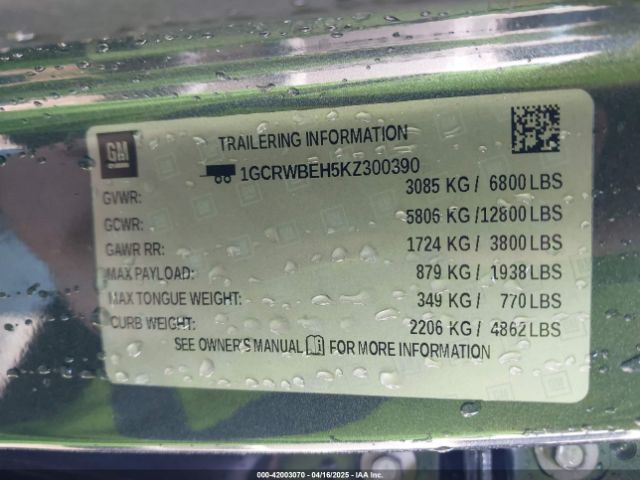 GM
TRAILERING INFORMATION
1GCRWBEH5KZ300390
GVWR: 3085 KG / 6800 LBS
GCWR: 5806 KG /12800 LBS
GAWR RR: 1724 KG / 3800 LBS
MAX PAYLOAD: 879 KG / 1938 LBS
MAX TONGUE WEIGHT: 349 KG / 770 LBS
CURB WEIGHT: 2206 KG / 4862 LBS
SEE OWNER'S MANUAL FOR MORE INFORMATION
000-42003070 - 04/16/2025 - IAA Inc.